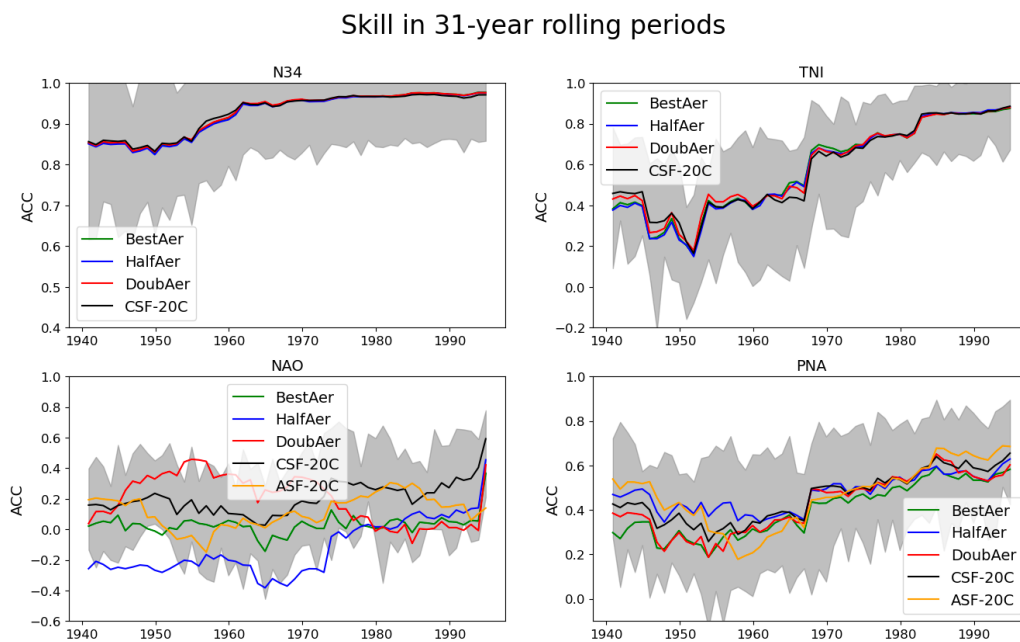 Skill in 31-year rolling periods
N34
ACC
1.0
0.9
0.8
0.7
0.6
0.5
0.4
BestAer
HalfAer
DoubAer
CSF-20C
1940 1950 1960 1970 1980 1990
TNI
ACC
1.0
0.8
0.6
0.4
0.2
0.0
−0.2
BestAer
HalfAer
DoubAer
CSF-20C
1940 1950 1960 1970 1980 1990
NAO
ACC
1.0
0.8
0.6
0.4
0.2
0.0
−0.2
−0.4
−0.6
BestAer
HalfAer
DoubAer
CSF-20C
ASF-20C
1940 1950 1960 1970 1980 1990
PNA
ACC
1.0
0.8
0.6
0.4
0.2
0.0
BestAer
HalfAer
DoubAer
CSF-20C
ASF-20C
1940 1950 1960 1970 1980 1990